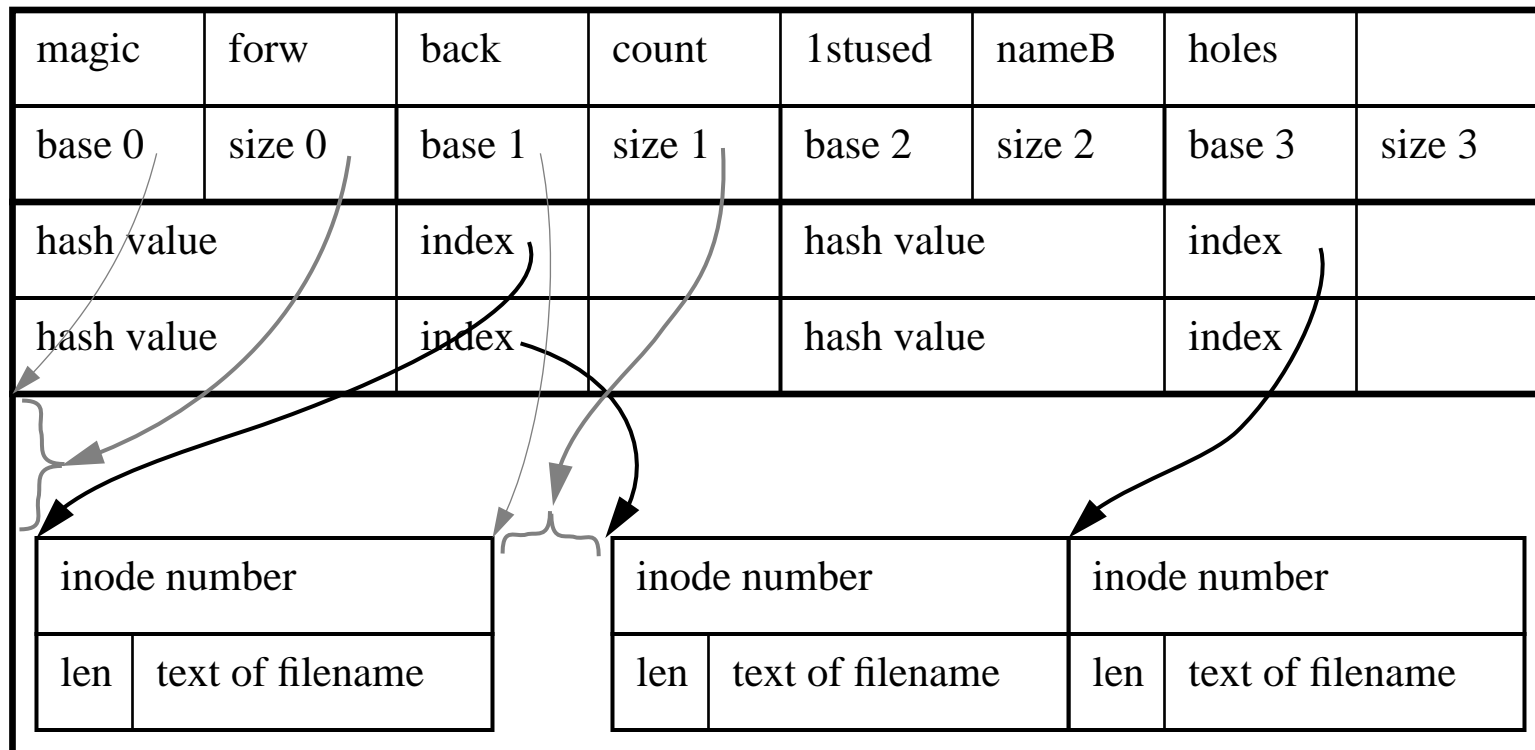 magic forw back count 1stused nameB holes
base 0 size 0 base 1 size 1 base 2 size 2 base 3 size 3
hash value index hash value index
hash value index hash value index
inode number inode number inode number
len text of filename len text of filename len text of filename